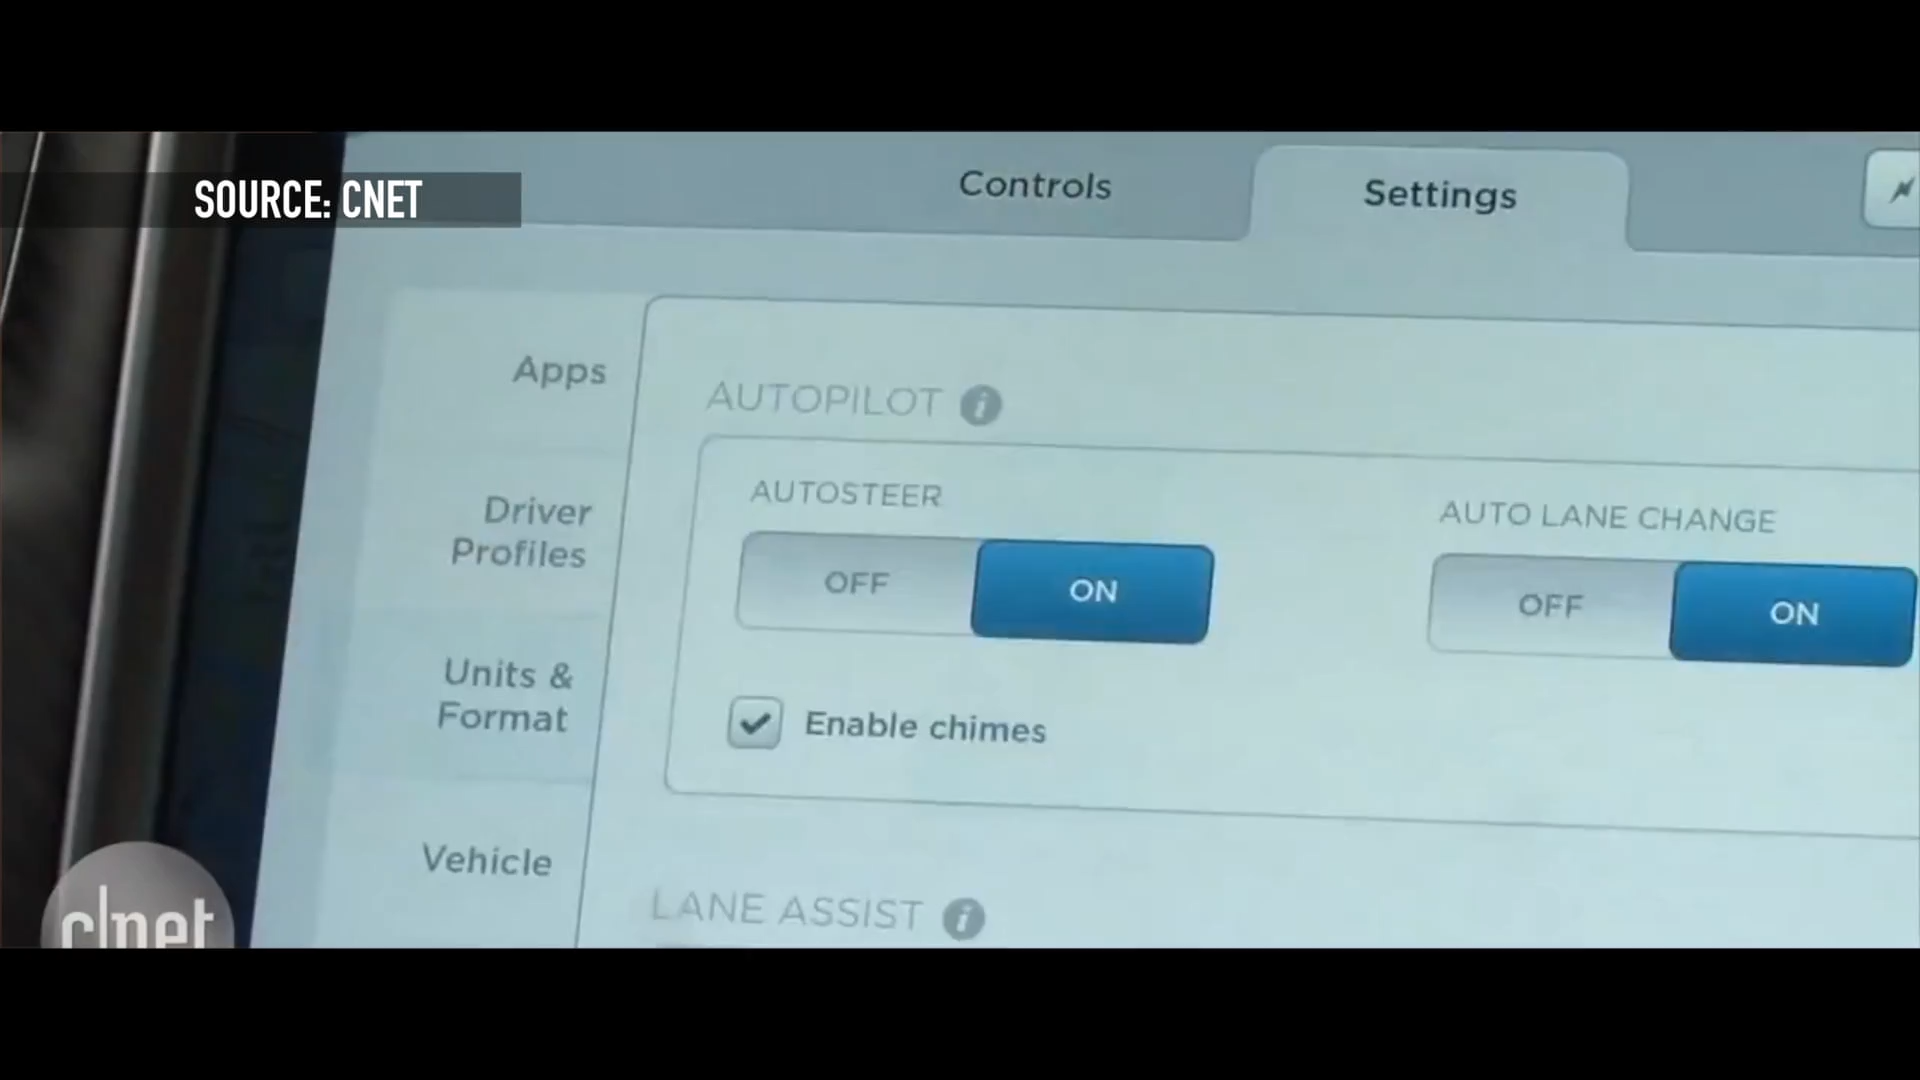 SOURCE: CNET
Controls
Settings
Apps
Driver
Profiles
Units &
Format
Vehicle
AUTOPILOT
AUTOSTEER
OFF
ON
Enable chimes
AUTO LANE CHANGE
OFF
ON
LANE ASSIST
c|net